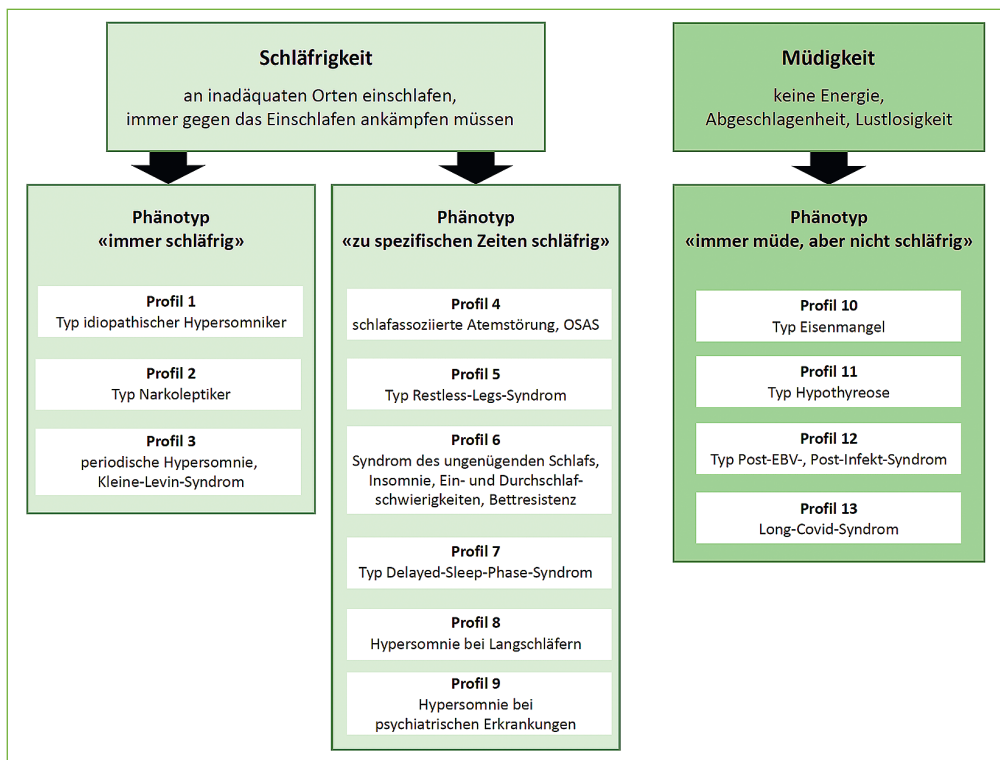 Schläfrigkeit
an inadäquaten Orten einschlafen,
immer gegen das Einschlafen ankämpfen müssen
Müdigkeit
keine Energie,
Abgeschlagenheit, Lustlosigkeit
Phänotyp
«immer schläfrig»
Profil 1
Typ idiopathischer Hypersomniker
Profil 2
Typ Narkoleptiker
Profil 3
periodische Hypersomnie,
Kleine-Levin-Syndrom
Phänotyp
«zu spezifischen Zeiten schläfrig»
Profil 4
schlafassoziierte Atemstörung, OSAS
Profil 5
Typ Restless-Legs-Syndrom
Profil 6
Syndrom des ungenügenden Schlafs,
Insomnie, Ein- und Durchschlaf-
schwierigkeiten, Bettresistenz
Profil 7
Typ Delayed-Sleep-Phase-Syndrom
Profil 8
Hypersomnie bei Langschläfern
Profil 9
Hypersomnie bei
psychiatrischen Erkrankungen
Phänotyp
«immer müde, aber nicht schläfrig»
Profil 10
Typ Eisenmangel
Profil 11
Typ Hypothyreose
Profil 12
Typ Post-EBV-, Post-Infekt-Syndrom
Profil 13
Long-Covid-Syndrom